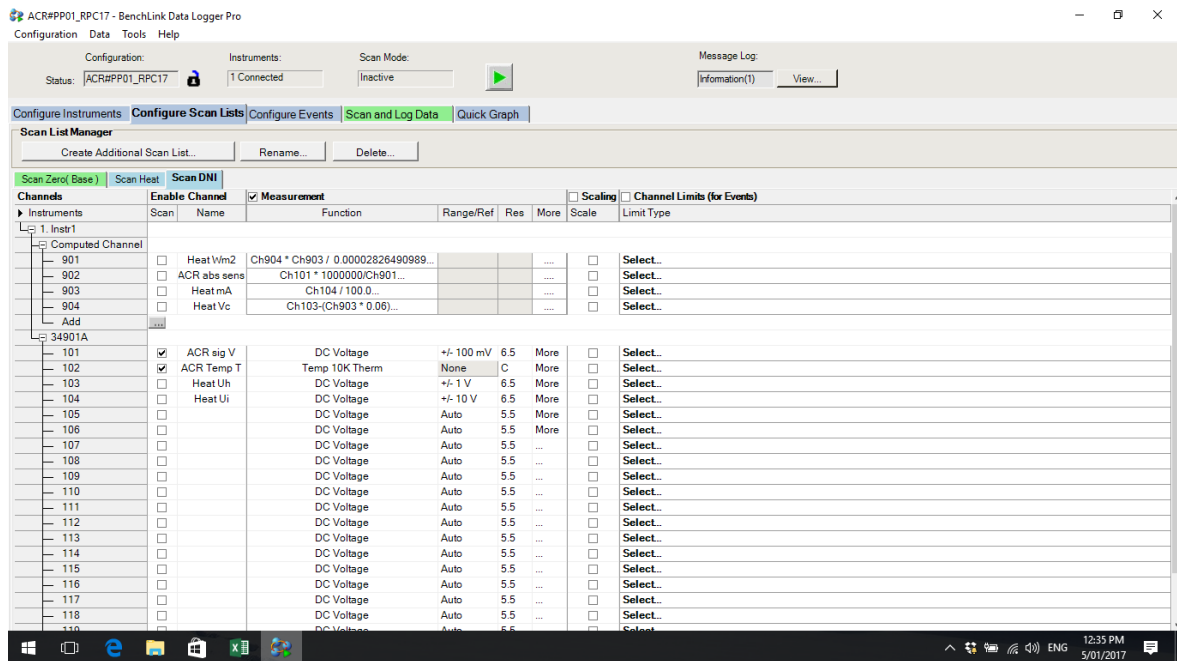 ACR#PP01_RPC17 - BenchLink Data Logger Pro
Configuration Data Tools Help
Configuration: Instruments: Scan Mode: Message Log:
Status: ACR#PP01_RPC17 1 Connected Inactive Information(1) View...
Configure Instruments Configure Scan Lists Configure Events Scan and Log Data Quick Graph
Scan List Manager
Create Additional Scan List... Rename... Delete...
Scan Zero( Base ) Scan Heat Scan DNI
Channels Enable Channel Measurement Scaling Channel Limits (for Events)
Instruments Scan Name Function Range/Ref Res More Scale Limit Type
1. Instr1
Computed Channel
901 Heat Wm2 Ch904 * Ch903 / 0.00002826490989... .... Select...
902 ACR abs sens Ch101 * 1000000/Ch901... .... Select...
903 Heat mA Ch104 / 100.0... .... Select...
904 Heat Vc Ch103-(Ch903 * 0.06)... .... Select...
Add ...
34901A
101 ACR sig V DC Voltage +/- 100 mV 6.5 More Select...
102 ACR Temp T Temp 10K Therm None C More Select...
103 Heat Uh DC Voltage +/- 1 V 6.5 More Select...
104 Heat Ui DC Voltage +/- 10 V 6.5 More Select...
105 DC Voltage Auto 5.5 More Select...
106 DC Voltage Auto 5.5 More Select...
107 DC Voltage Auto 5.5 ... Select...
108 DC Voltage Auto 5.5 ... Select...
109 DC Voltage Auto 5.5 ... Select...
110 DC Voltage Auto 5.5 ... Select...
111 DC Voltage Auto 5.5 ... Select...
112 DC Voltage Auto 5.5 ... Select...
113 DC Voltage Auto 5.5 ... Select...
114 DC Voltage Auto 5.5 ... Select...
115 DC Voltage Auto 5.5 ... Select...
116 DC Voltage Auto 5.5 ... Select...
117 DC Voltage Auto 5.5 ... Select...
118 DC Voltage Auto 5.5 ... Select...
119 DC Voltage Auto 5.5 Select...
ENG 12:35 PM
5/01/2017